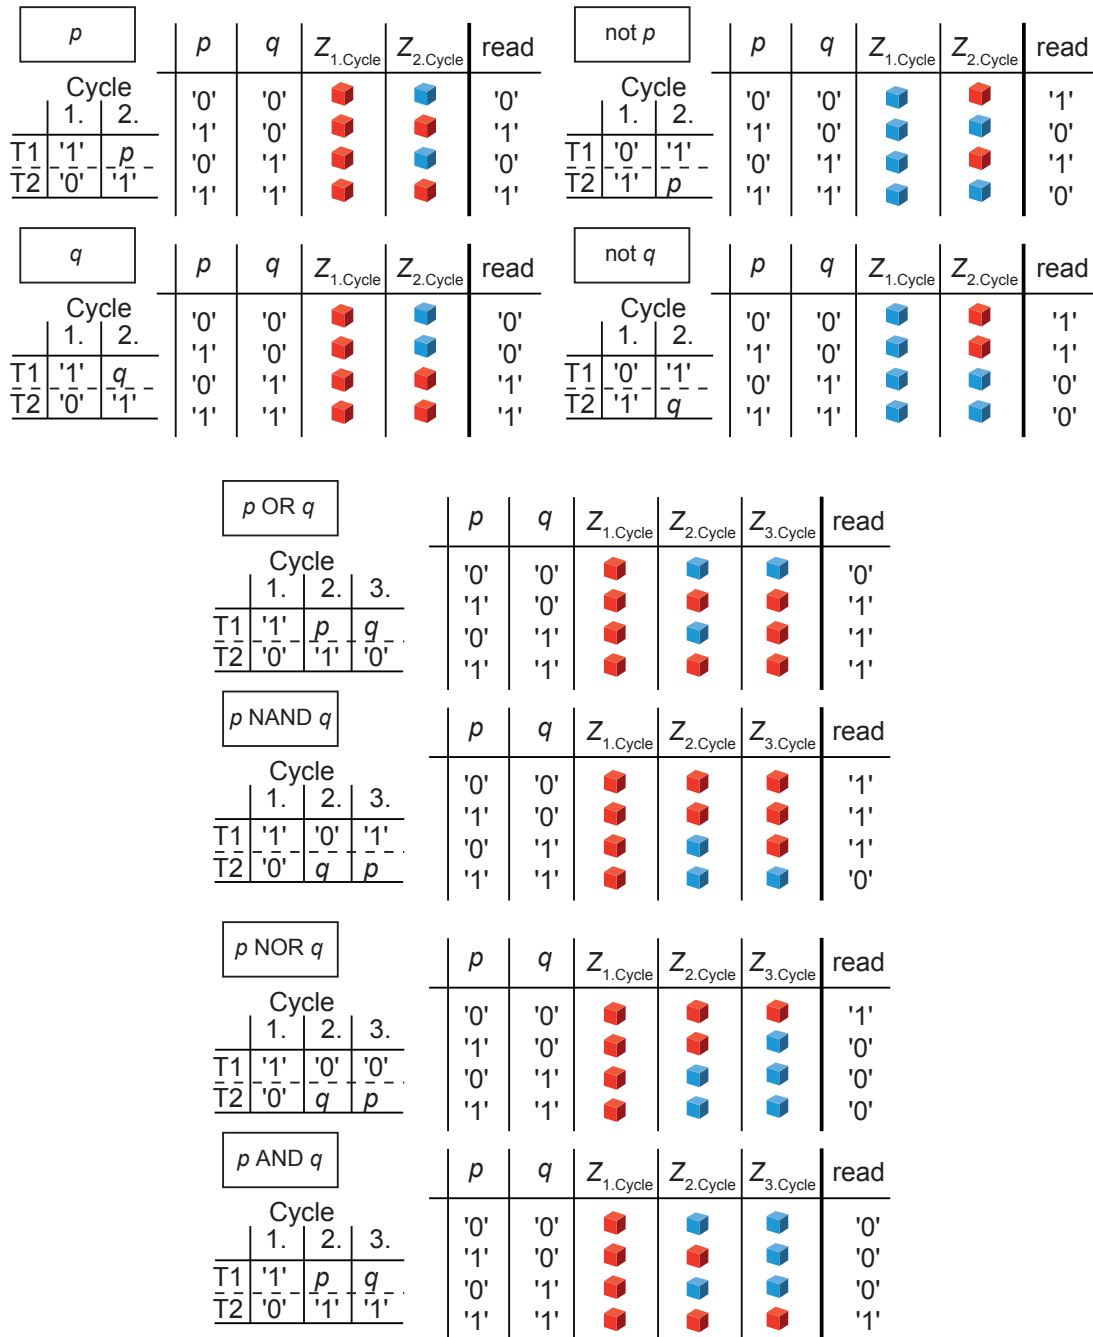 p
p q Z1.Cycle Z2.Cycle read
Cycle
1. 2.
T1 '1' p
T2 '0' '1'
'0' '0' '0'
'1' '0' '1'
'0' '1' '0'
'1' '1' '1'
not p
p q Z1.Cycle Z2.Cycle read
Cycle
1. 2.
T1 '0' '1'
T2 '1' p
'0' '0' '1'
'1' '0' '0'
'0' '1' '1'
'1' '1' '0'
q
p q Z1.Cycle Z2.Cycle read
Cycle
1. 2.
T1 '1' q
T2 '0' '1'
'0' '0' '0'
'1' '0' '0'
'0' '1' '1'
'1' '1' '1'
not q
p q Z1.Cycle Z2.Cycle read
Cycle
1. 2.
T1 '0' '1'
T2 '1' q
'0' '0' '1'
'1' '0' '1'
'0' '1' '0'
'1' '1' '0'
p OR q
p q Z1.Cycle Z2.Cycle Z3.Cycle read
Cycle
1. 2. 3.
T1 '1' p q
T2 '0' '1' '0'
'0' '0' '0'
'1' '0' '1'
'0' '1' '1'
'1' '1' '1'
p NAND q
p q Z1.Cycle Z2.Cycle Z3.Cycle read
Cycle
1. 2. 3.
T1 '1' '0' '1'
T2 '0' q p
'0' '0' '1'
'1' '0' '1'
'0' '1' '1'
'1' '1' '0'
p NOR q
p q Z1.Cycle Z2.Cycle Z3.Cycle read
Cycle
1. 2. 3.
T1 '1' '0' '0'
T2 '0' q p
'0' '0' '1'
'1' '0' '0'
'0' '1' '0'
'1' '1' '0'
p AND q
p q Z1.Cycle Z2.Cycle Z3.Cycle read
Cycle
1. 2. 3.
T1 '1' p q
T2 '0' '1' '1'
'0' '0' '0'
'1' '0' '0'
'0' '1' '0'
'1' '1' '1'